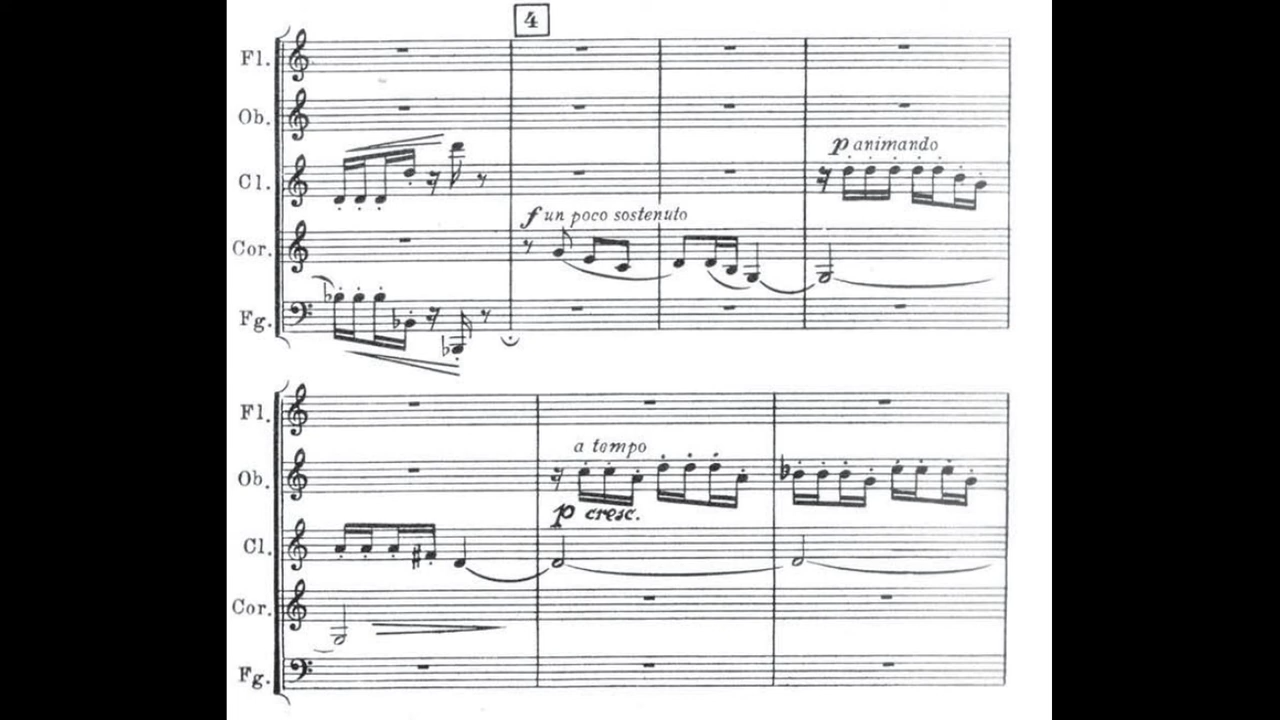 4
Fl.
Ob.
p animando
Cl.
f un poco sostenuto
Cor.
Fg.
Fl.
a tempo
Ob.
p cresc.
Cl.
Cor.
Fg.